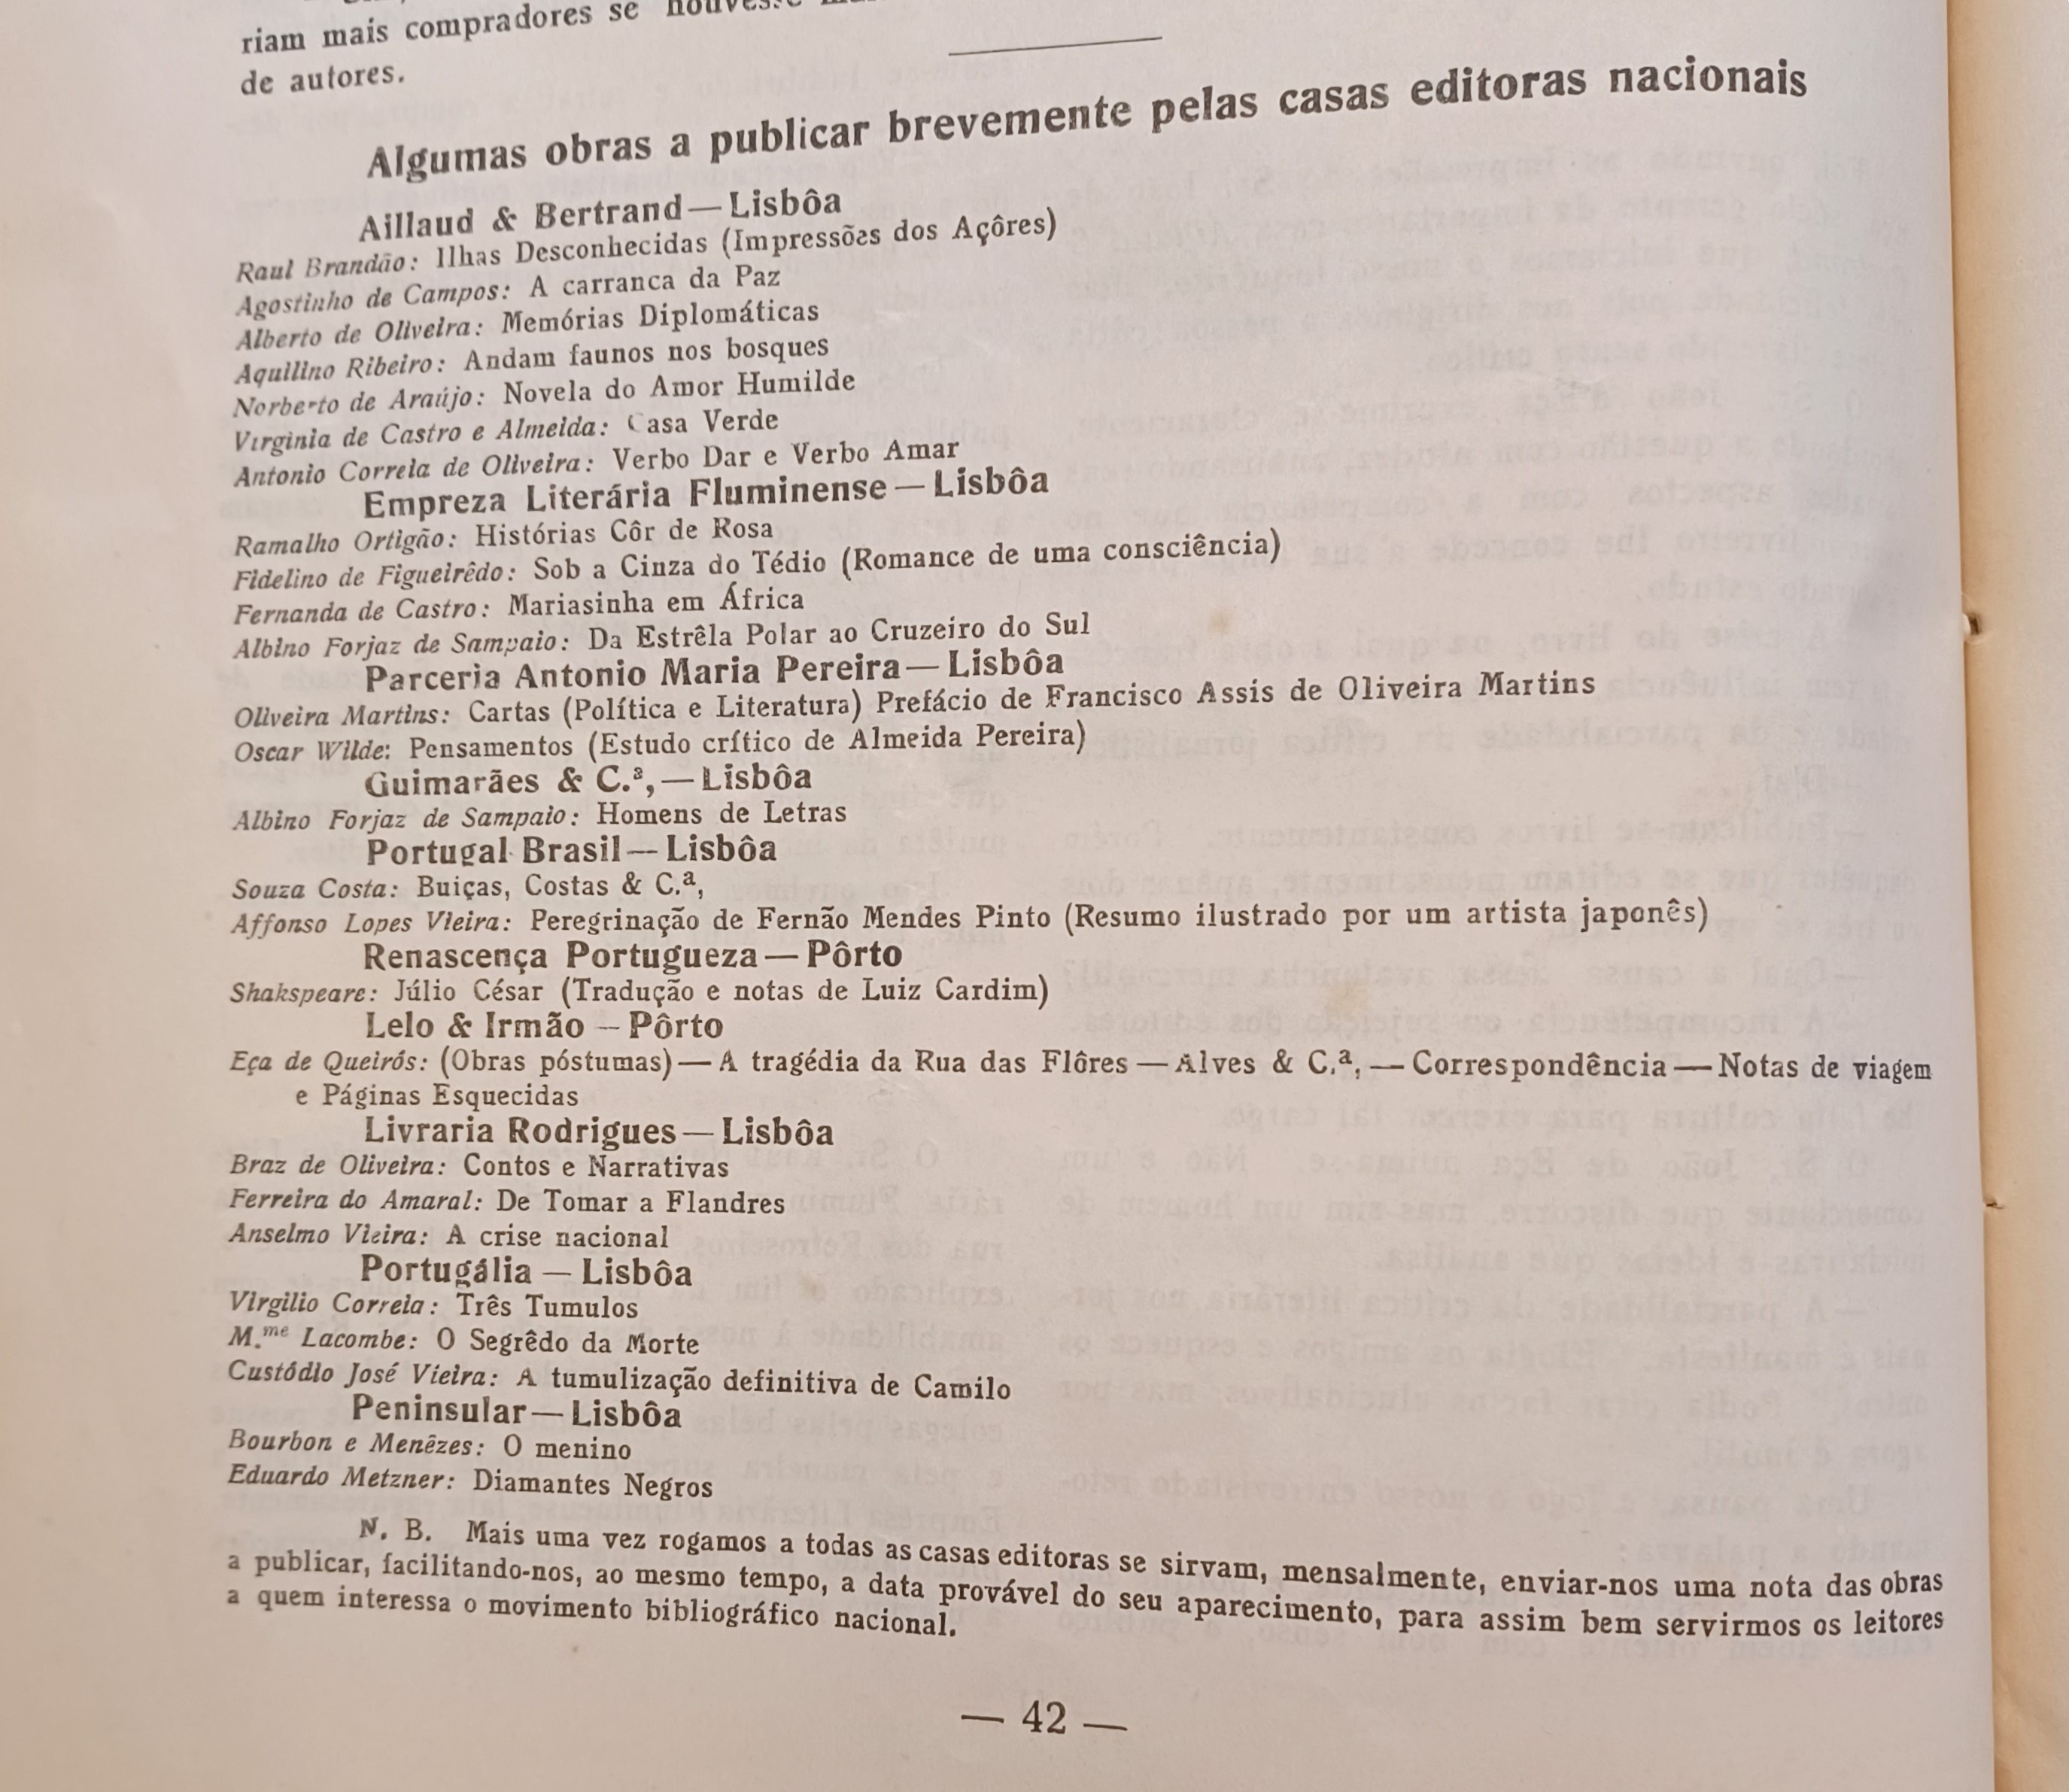 riam mais compradores se
de autores.
Algumas obras a publicar brevemente pelas casas editoras nacionais
Aillaud & Bertrand — Lisbôa
Raul Brandão: Ilhas Desconhecidas (Impressões dos Açôres)
Agostinho de Campos: A carranca da Paz
Alberto de Oliveira: Memórias Diplomáticas
Aquilino Ribeiro: Andam faunos nos bosques
Norberto de Araújo: Novela do Amor Humilde
Virginia de Castro e Almeida: Casa Verde
Antonio Correia de Oliveira: Verbo Dar e Verbo Amar
Empreza Literária Fluminense — Lisbôa
Ramalho Ortigão: Histórias Côr de Rosa
Fidelino de Figueirêdo: Sob a Cinza do Tédio (Romance de uma consciência)
Fernanda de Castro: Mariasinha em África
Albino Forjaz de Sampaio: Da Estrêla Polar ao Cruzeiro do Sul
Parceria Antonio Maria Pereira — Lisbôa
Oliveira Martins: Cartas (Política e Literatura) Prefácio de Francisco Assis de Oliveira Martins
Oscar Wilde: Pensamentos (Estudo crítico de Almeida Pereira)
Guimarães & C.ª, — Lisbôa
Albino Forjaz de Sampaio: Homens de Letras
Portugal Brasil — Lisbôa
Souza Costa: Buiças, Costas & C.ª,
Affonso Lopes Vieira: Peregrinação de Fernão Mendes Pinto (Resumo ilustrado por um artista japonês)
Renascença Portugueza — Pôrto
Shakspeare: Júlio César (Tradução e notas de Luiz Cardim)
Lelo & Irmão — Pôrto
Eça de Queirós: (Obras póstumas) — A tragédia da Rua das Flôres — Alves & C.ª, — Correspondência — Notas de viagem
e Páginas Esquecidas
Livraria Rodrigues — Lisbôa
Braz de Oliveira: Contos e Narrativas
Ferreira do Amaral: De Tomar a Flandres
Anselmo Vieira: A crise nacional
Portugália — Lisbôa
Virgilio Correia: Três Tumulos
M.me Lacombe: O Segrêdo da Morte
Custódio José Vieira: A tumulização definitiva de Camilo
Peninsular — Lisbôa
Bourbon e Menêzes: O menino
Eduardo Metzner: Diamantes Negros
N. B. Mais uma vez rogamos a todas as casas editoras se sirvam, mensalmente, enviar-nos uma nota das obras
a publicar, facilitando-nos, ao mesmo tempo, a data provável do seu aparecimento, para assim bem servirmos os leitores
a quem interessa o movimento bibliográfico nacional.
— 42 —